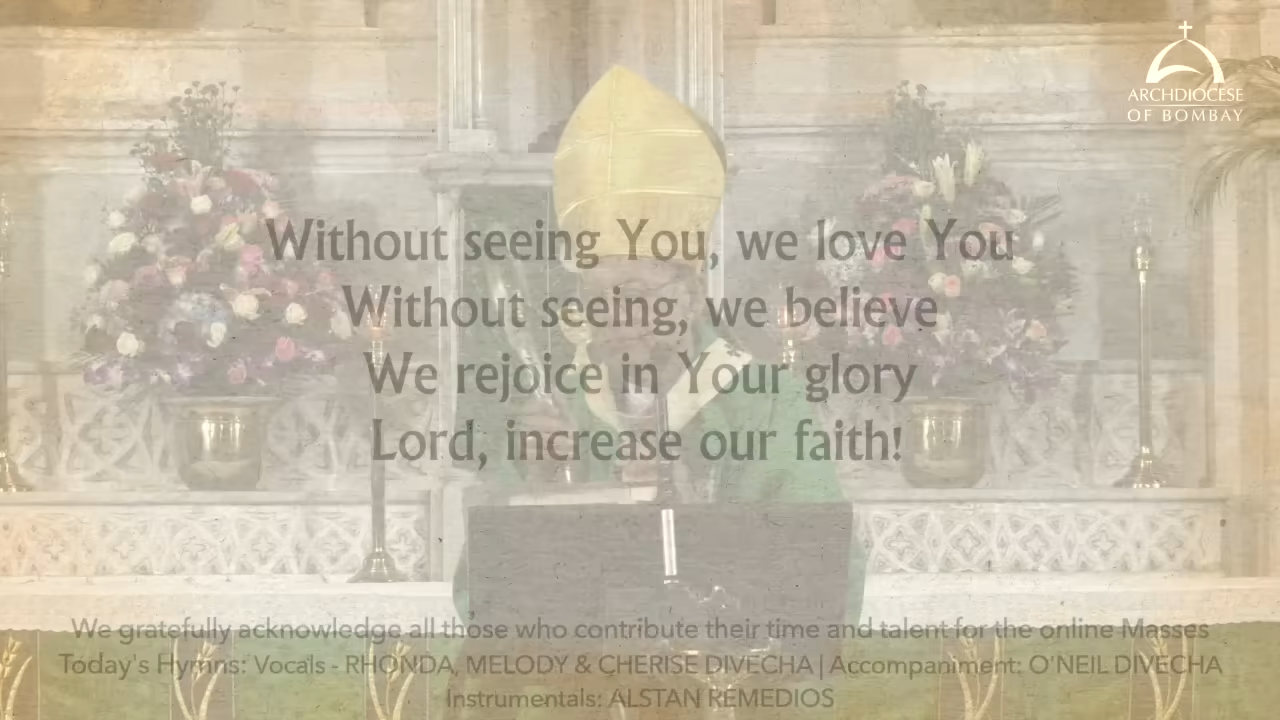 ARCHDIOCESE
OF BOMBAY
Without seeing You, we love You
Without seeing, we believe
We rejoice in Your glory
Lord, increase our faith!
We gratefully acknowledge all those who contribute their time and talent for the online Masses
Today's Hymns: Vocals - RHONDA, MELODY & CHERISE DIVECHA | Accompaniment: O'NEIL DIVECHA
Instrumentals: ALSTAN REMEDIOS